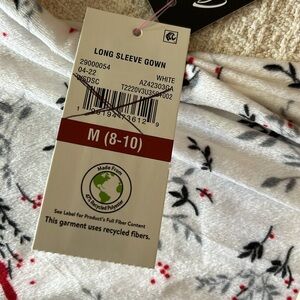 LONG SLEEVE GOWN
29000054
WHITE
04-22
AZ42303GA
M (8-10)
Made From
Recycled Polyester
See Label for Product's Full Fiber Content
This garment uses recycled fibers.